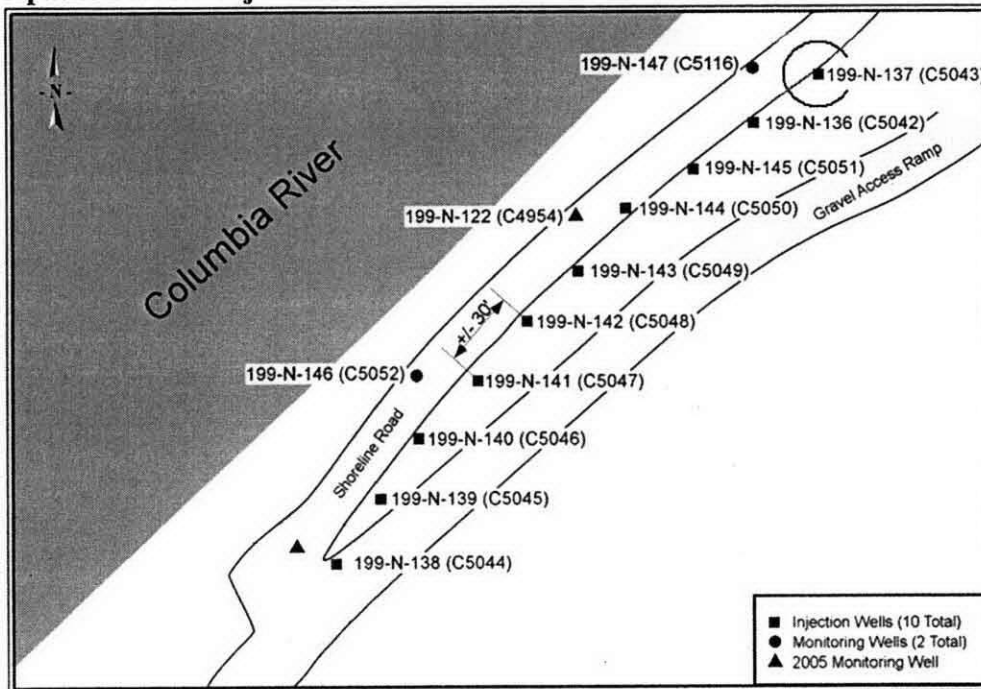 - N -
Columbia River
199-N-147 (C5116)
199-N-137 (C5043)
199-N-136 (C5042)
199-N-145 (C5051)
Gravel Access Ramp
199-N-122 (C4954)
199-N-144 (C5050)
199-N-143 (C5049)
+/- 30'
199-N-142 (C5048)
199-N-146 (C5052)
199-N-141 (C5047)
Shoreline Road
199-N-140 (C5046)
199-N-139 (C5045)
199-N-138 (C5044)
Injection Wells (10 Total)
Monitoring Wells (2 Total)
2005 Monitoring Well